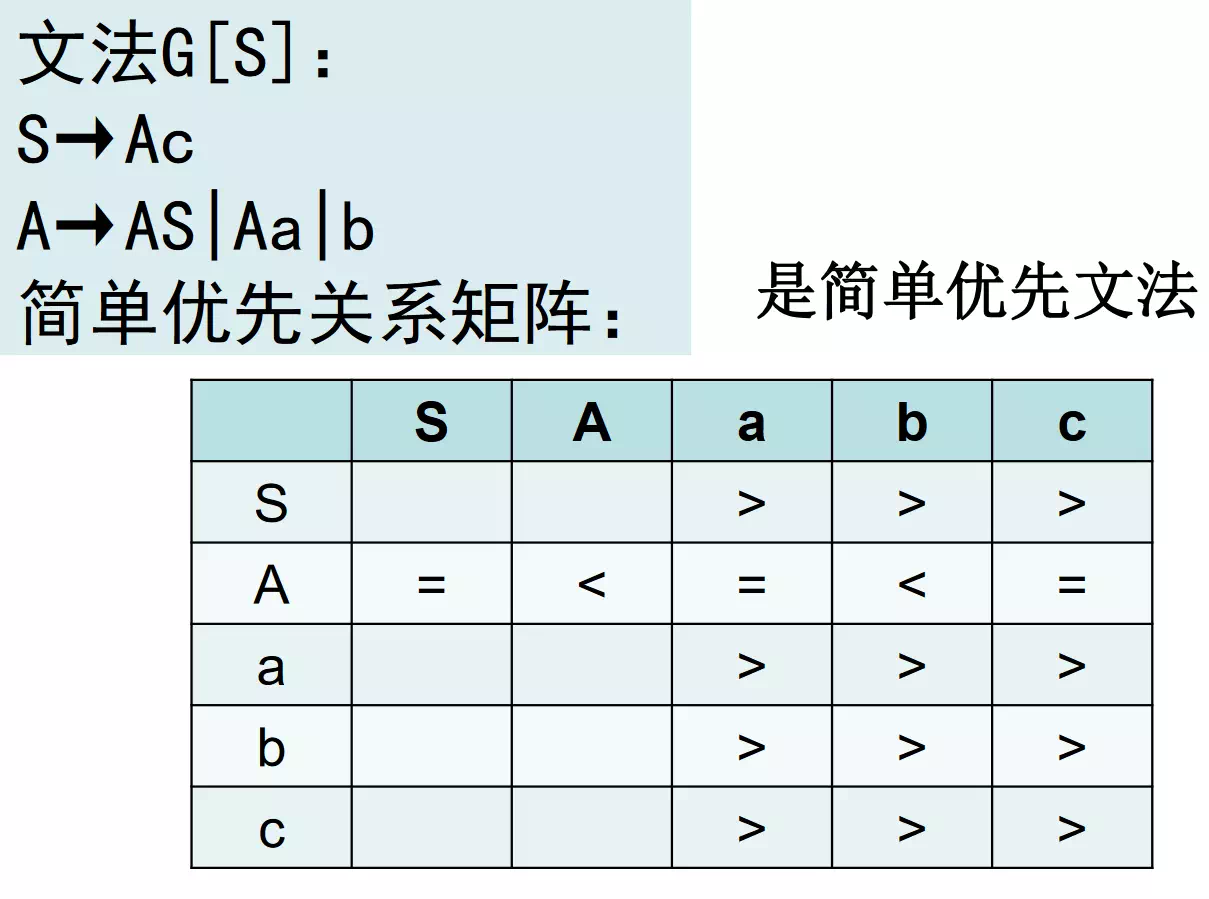 文法G[S]：
S→Ac
A→AS|Aa|b
简单优先关系矩阵：
是简单优先文法
S A a b c
S > > >
A = < = < =
a > > >
b > > >
c > > >